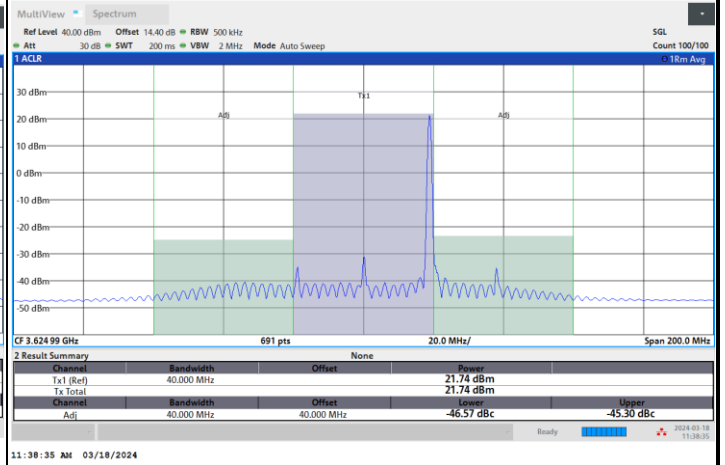 MultiView Spectrum
Ref Level 40.00 dBm Offset 14.40 dB RBW 500 kHz SGL
Att 30 dB SWT 200 ms VBW 2 MHz Mode Auto Sweep Count 100/100
1 ACLR 1Rm Avg
Tx1
30 dBm
Adj Adj
20 dBm
10 dBm
0 dBm
-10 dBm
-20 dBm
-30 dBm
-40 dBm
-50 dBm
CF 3.624 99 GHz 691 pts 20.0 MHz/ Span 200.0 MHz
2 Result Summary None
Channel Bandwidth Offset Power
Tx1 (Ref) 40.000 MHz 21.74 dBm
Tx Total 21.74 dBm
Channel Bandwidth Offset Lower Upper
Adj 40.000 MHz 40.000 MHz -46.57 dBc -45.30 dBc
Ready 2024-03-18
11:38:35
11:38:35 AM 03/18/2024